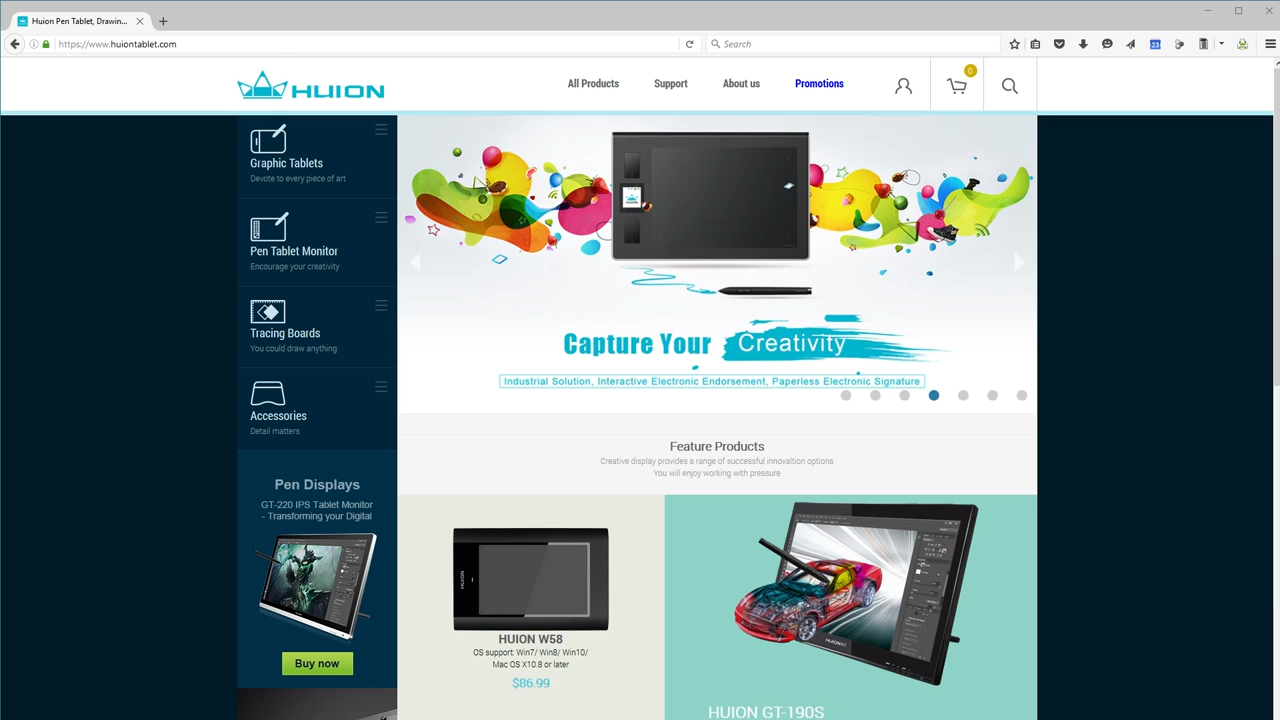 Huion Pen Tablet, Drawin...
https://www.huiontablet.com
Search
23
HUION
All Products
Support
About us
Promotions
0
Graphic Tablets
Devote to every piece of art
Pen Tablet Monitor
Encourage your creativity
Tracing Boards
You could draw anything
Accessories
Detail matters
Pen Displays
GT-220 IPS Tablet Monitor
- Transforming your Digital
Buy now
Capture Your Creativity
Industrial Solution, Interactive Electronic Endorsement, Paperless Electronic Signature
Feature Products
Creative display provides a range of successful innovaltion options
You will enjoy working with pressure
HUION
HUION W58
OS support: Win7/ Win8/ Win10/
Mac OS X10.8 or later
$86.99
HUION
HUION GT-190S